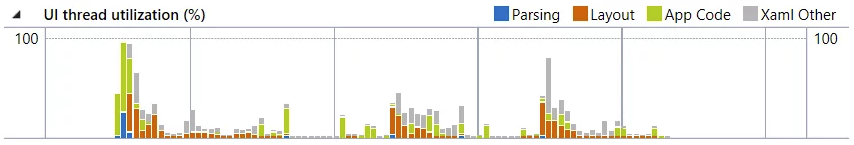 UI thread utilization (%) Parsing Layout App Code Xaml Other
100 100